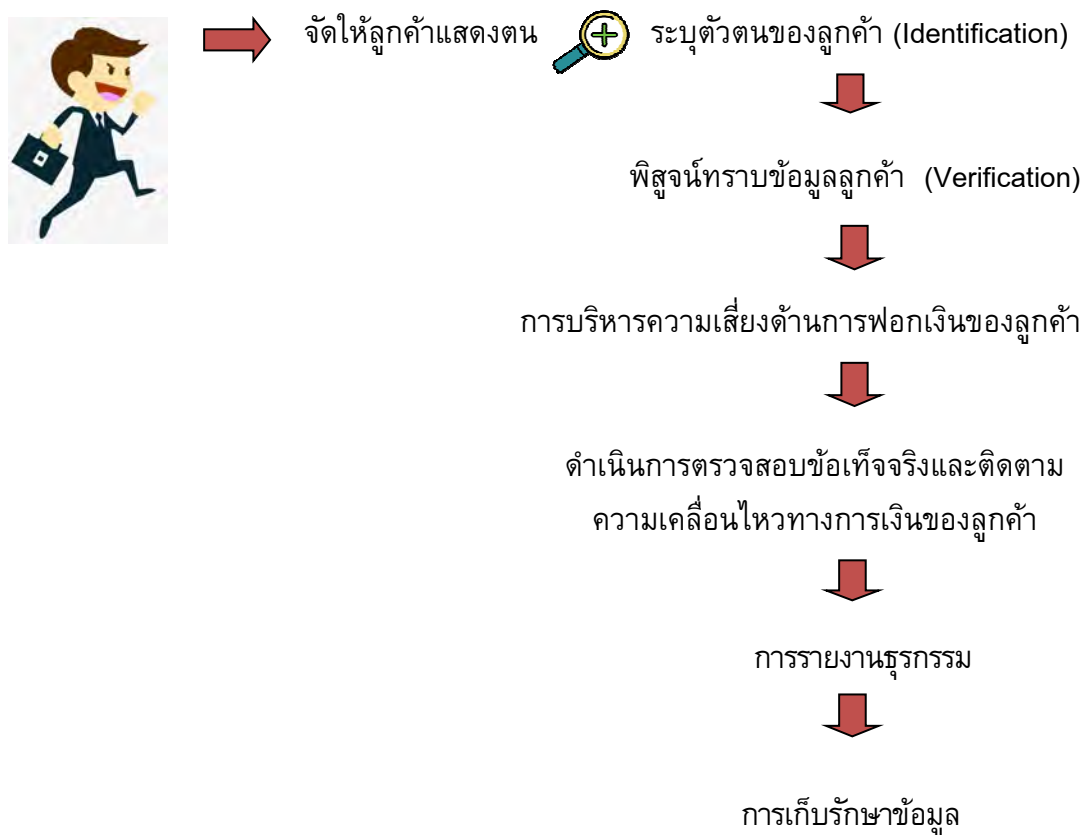 จัดให้ลูกค้าแสดงตน ระบุตัวตนของลูกค้า (Identification)
พิสูจน์ทราบข้อมูลลูกค้า (Verification)
การบริหารความเสี่ยงด้านการฟอกเงินของลูกค้า
ดำเนินการตรวจสอบข้อเท็จจริงและติดตาม
ความเคลื่อนไหวทางการเงินของลูกค้า
การรายงานธุรกรรม
การเก็บรักษาข้อมูล